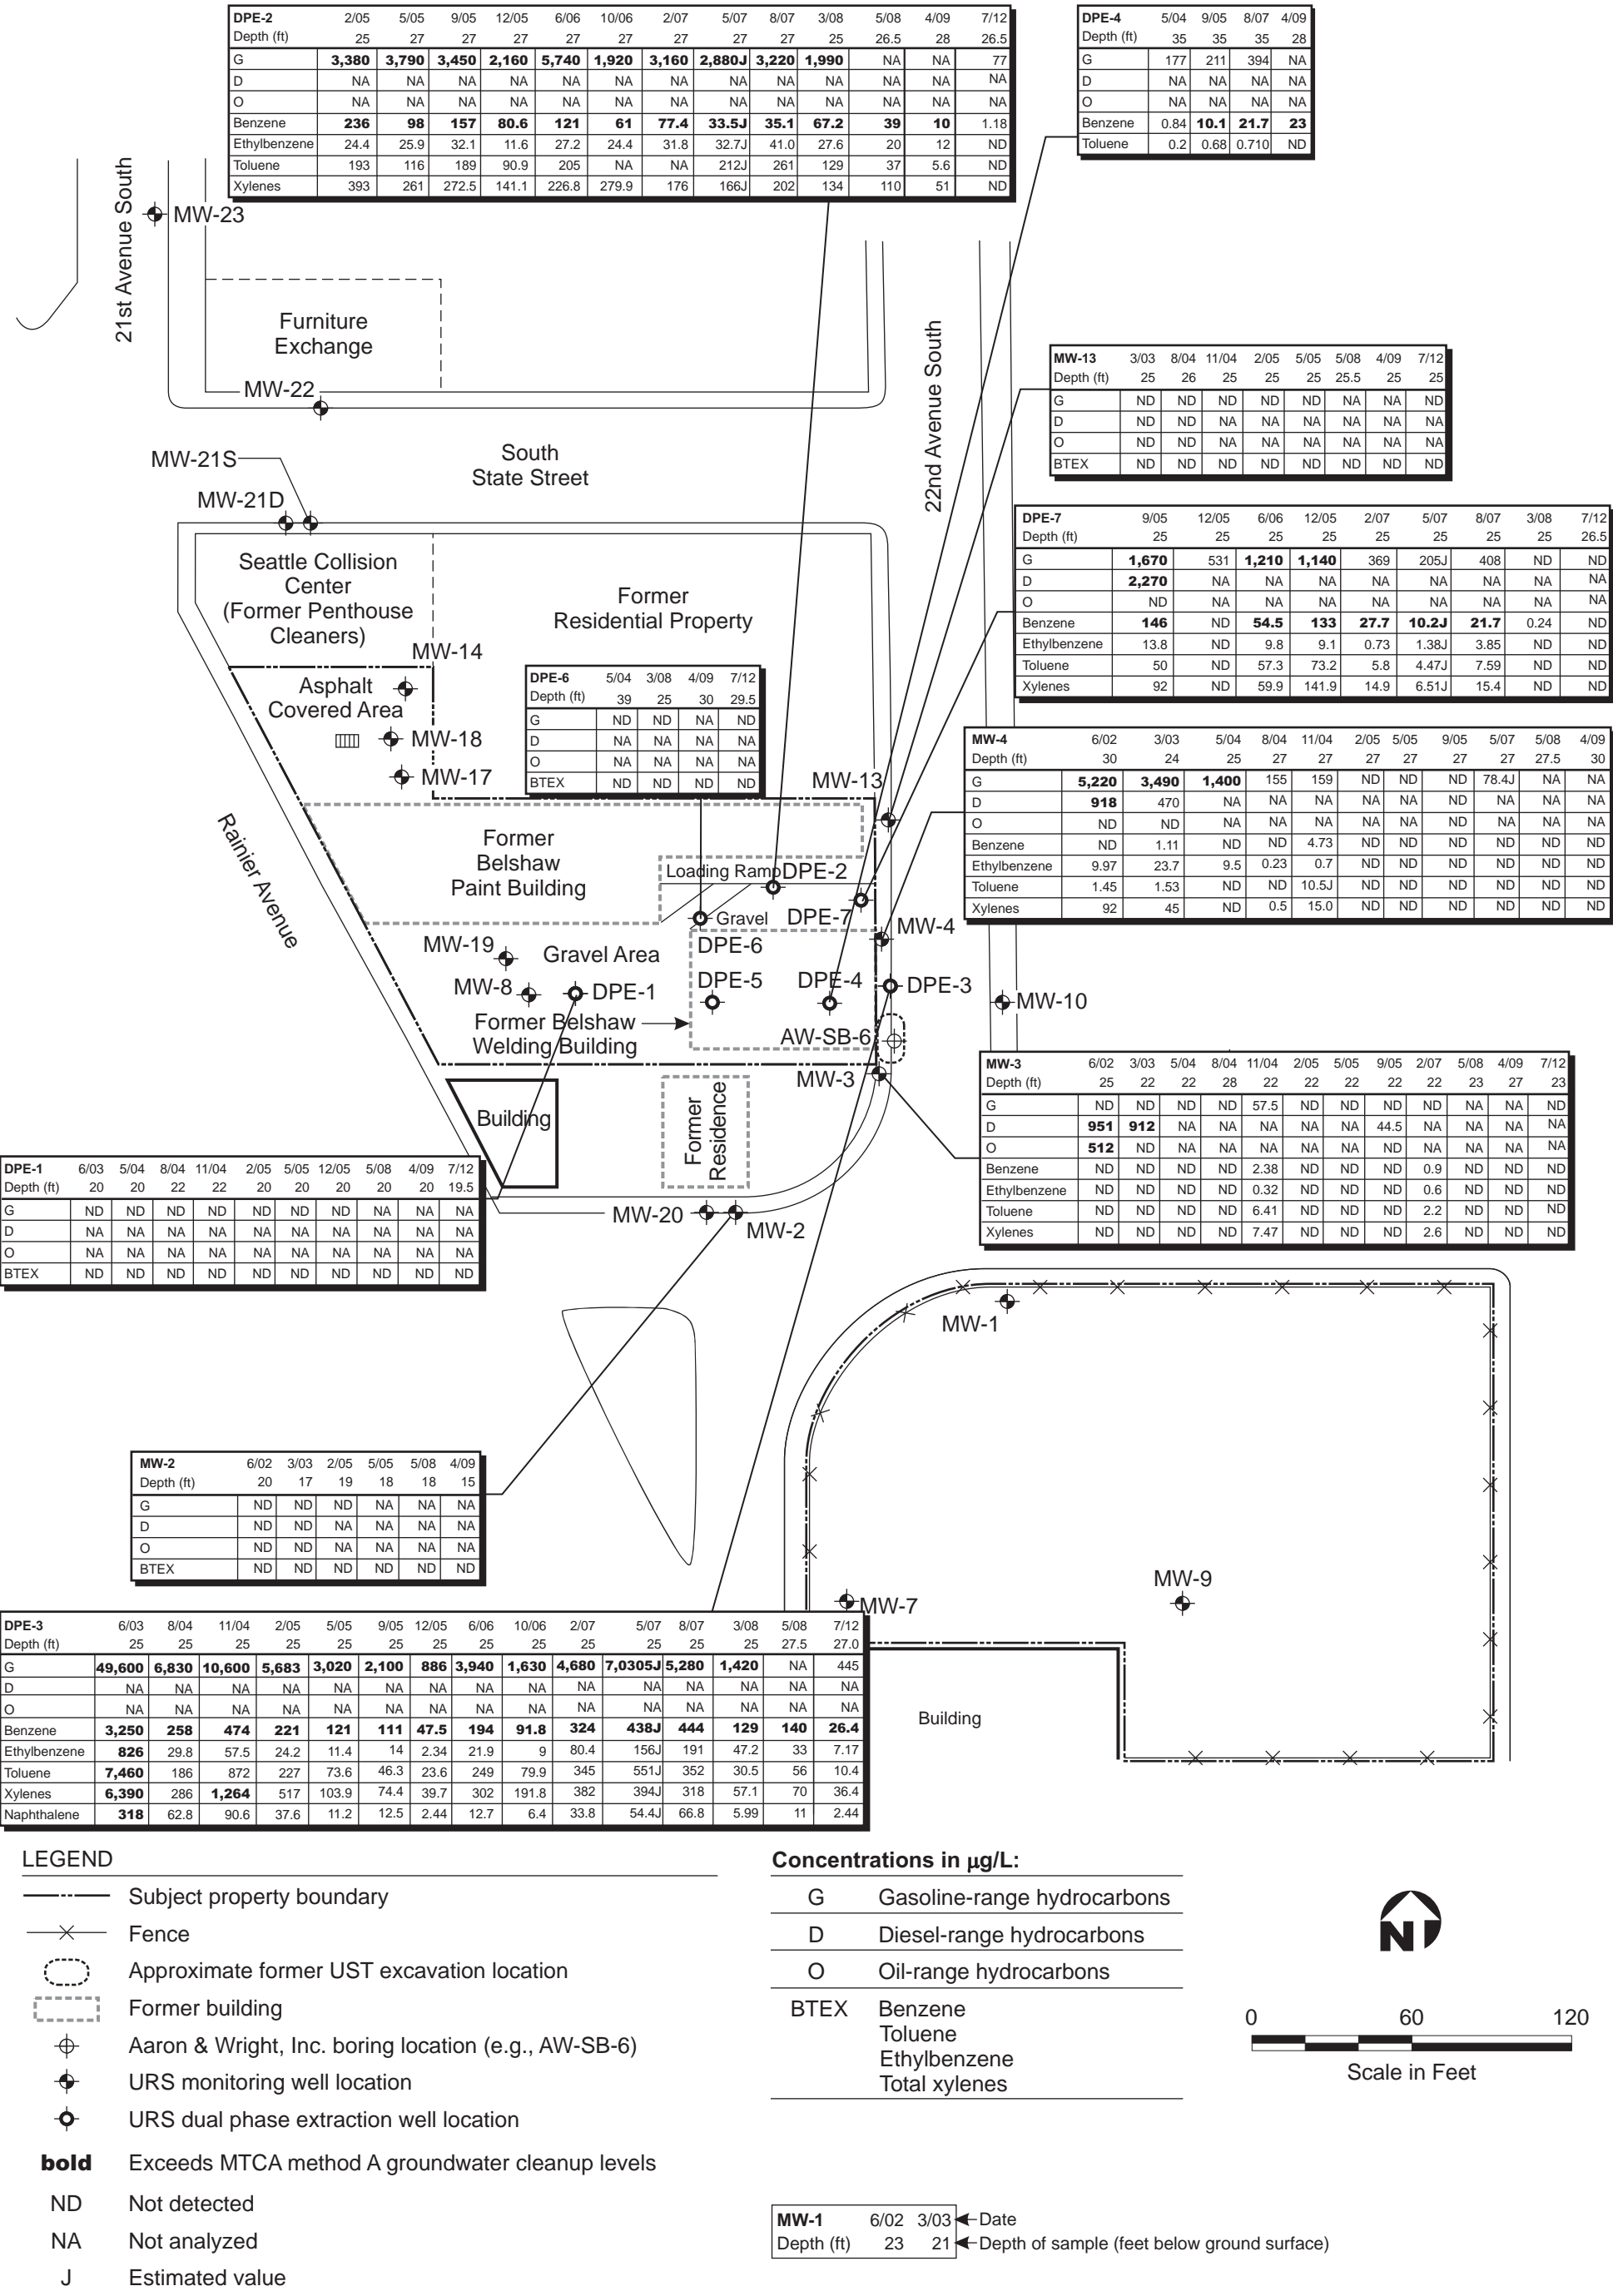 DPE-2 2/05 5/05 9/05 12/05 6/06 10/06 2/07 5/07 8/07 3/08 5/08 4/09 7/12
Depth (ft) 25 27 27 27 27 27 27 27 27 25 26.5 28 26.5
G 3,380 3,790 3,450 2,160 5,740 1,920 3,160 2,880J 3,220 1,990 NA NA 77
D NA NA NA NA NA NA NA NA NA NA NA NA NA
O NA NA NA NA NA NA NA NA NA NA NA NA NA
Benzene 236 98 157 80.6 121 61 77.4 33.5J 35.1 67.2 39 10 1.18
Ethylbenzene 24.4 25.9 32.1 11.6 27.2 24.4 31.8 32.7J 41.0 27.6 20 12 ND
Toluene 193 116 189 90.9 205 NA NA 212J 261 129 37 5.6 ND
Xylenes 393 261 272.5 141.1 226.8 279.9 176 166J 202 134 110 51 ND
DPE-4 5/04 9/05 8/07 4/09
Depth (ft) 35 35 35 28
G 177 211 394 NA
D NA NA NA NA
O NA NA NA NA
Benzene 0.84 10.1 21.7 23
Toluene 0.2 0.68 0.710 ND
21st Avenue South
MW-23
Furniture
Exchange
MW-22
22nd Avenue South
MW-13 3/03 8/04 11/04 2/05 5/05 5/08 4/09 7/12
Depth (ft) 25 26 25 25 25 25.5 25 25
G ND ND ND ND ND NA NA ND
D ND ND NA NA NA NA NA NA
O ND ND NA NA NA NA NA NA
BTEX ND ND ND ND ND ND ND ND
South
State Street
MW-21S
MW-21D
DPE-7 9/05 12/05 6/06 12/05 2/07 5/07 8/07 3/08 7/12
Depth (ft) 25 25 25 25 25 25 25 25 26.5
G 1,670 531 1,210 1,140 369 205J 408 ND ND
D 2,270 NA NA NA NA NA NA NA NA
O ND NA NA NA NA NA NA NA NA
Benzene 146 ND 54.5 133 27.7 10.2J 21.7 0.24 ND
Ethylbenzene 13.8 ND 9.8 9.1 0.73 1.38J 3.85 ND ND
Toluene 50 ND 57.3 73.2 5.8 4.47J 7.59 ND ND
Xylenes 92 ND 59.9 141.9 14.9 6.51J 15.4 ND ND
Seattle Collision
Center
(Former Penthouse
Cleaners)
Former
Residential Property
MW-14
Asphalt
Covered Area
MW-18
MW-17
DPE-6 5/04 3/08 4/09 7/12
Depth (ft) 39 25 30 29.5
G ND ND NA ND
D NA NA NA NA
O NA NA NA NA
BTEX ND ND ND ND
MW-13
MW-4 6/02 3/03 5/04 8/04 11/04 2/05 5/05 9/05 5/07 5/08 4/09
Depth (ft) 30 24 25 27 27 27 27 27 27 27.5 30
G 5,220 3,490 1,400 155 159 ND ND ND 78.4J NA NA
D 918 470 NA NA NA NA NA ND NA NA NA
O ND ND NA NA NA NA NA ND NA NA NA
Benzene ND 1.11 ND ND 4.73 ND ND ND ND ND ND
Ethylbenzene 9.97 23.7 9.5 0.23 0.7 ND ND ND ND ND ND
Toluene 1.45 1.53 ND ND 10.5J ND ND ND ND ND ND
Xylenes 92 45 ND 0.5 15.0 ND ND ND ND ND ND
Rainier Avenue
Former
Belshaw
Paint Building
Loading Ramp
DPE-2
Gravel
DPE-7
MW-4
MW-19
Gravel Area
DPE-6
MW-8
DPE-1
DPE-5
DPE-4
DPE-3
MW-10
Former Belshaw
Welding Building
AW-SB-6
MW-3
MW-3 6/02 3/03 5/04 8/04 11/04 2/05 5/05 9/05 2/07 5/08 4/09 7/12
Depth (ft) 25 22 22 28 22 22 22 22 22 23 27 23
G ND ND ND ND 57.5 ND ND ND ND NA NA ND
D 951 912 NA NA NA NA NA 44.5 NA NA NA NA
O 512 ND NA NA NA NA NA ND NA NA NA NA
Benzene ND ND ND ND 2.38 ND ND ND 0.9 ND ND ND
Ethylbenzene ND ND ND ND 0.32 ND ND ND 0.6 ND ND ND
Toluene ND ND ND ND 6.41 ND ND ND 2.2 ND ND ND
Xylenes ND ND ND ND 7.47 ND ND ND 2.6 ND ND ND
Building
Former
Residence
DPE-1 6/03 5/04 8/04 11/04 2/05 5/05 12/05 5/08 4/09 7/12
Depth (ft) 20 20 22 22 20 20 20 20 20 19.5
G ND ND ND ND ND ND ND NA NA NA
D NA NA NA NA NA NA NA NA NA NA
O NA NA NA NA NA NA NA NA NA NA
BTEX ND ND ND ND ND ND ND ND ND ND
MW-20
MW-2
MW-1
MW-2 6/02 3/03 2/05 5/05 5/08 4/09
Depth (ft) 20 17 19 18 18 15
G ND ND ND NA NA NA
D ND ND NA NA NA NA
O ND ND NA NA NA NA
BTEX ND ND ND ND ND ND
MW-9
MW-7
DPE-3 6/03 8/04 11/04 2/05 5/05 9/05 12/05 6/06 10/06 2/07 5/07 8/07 3/08 5/08 7/12
Depth (ft) 25 25 25 25 25 25 25 25 25 25 25 25 25 27.5 27.0
G 49,600 6,830 10,600 5,683 3,020 2,100 886 3,940 1,630 4,680 7,0305J 5,280 1,420 NA 445
D NA NA NA NA NA NA NA NA NA NA NA NA NA NA NA
O NA NA NA NA NA NA NA NA NA NA NA NA NA NA NA
Benzene 3,250 258 474 221 121 111 47.5 194 91.8 324 438J 444 129 140 26.4
Ethylbenzene 826 29.8 57.5 24.2 11.4 14 2.34 21.9 9 80.4 156J 191 47.2 33 7.17
Toluene 7,460 186 872 227 73.6 46.3 23.6 249 79.9 345 551J 352 30.5 56 10.4
Xylenes 6,390 286 1,264 517 103.9 74.4 39.7 302 191.8 382 394J 318 57.1 70 36.4
Naphthalene 318 62.8 90.6 37.6 11.2 12.5 2.44 12.7 6.4 33.8 54.4J 66.8 5.99 11 2.44
Building
LEGEND
Subject property boundary
Fence
Approximate former UST excavation location
Former building
Aaron & Wright, Inc. boring location (e.g., AW-SB-6)
URS monitoring well location
URS dual phase extraction well location
bold Exceeds MTCA method A groundwater cleanup levels
ND Not detected
NA Not analyzed
J Estimated value
Concentrations in µg/L:
G Gasoline-range hydrocarbons
D Diesel-range hydrocarbons
O Oil-range hydrocarbons
BTEX Benzene
Toluene
Ethylbenzene
Total xylenes
N
0 60 120
Scale in Feet
MW-1 6/02 3/03 Date
Depth (ft) 23 21 Depth of sample (feet below ground surface)